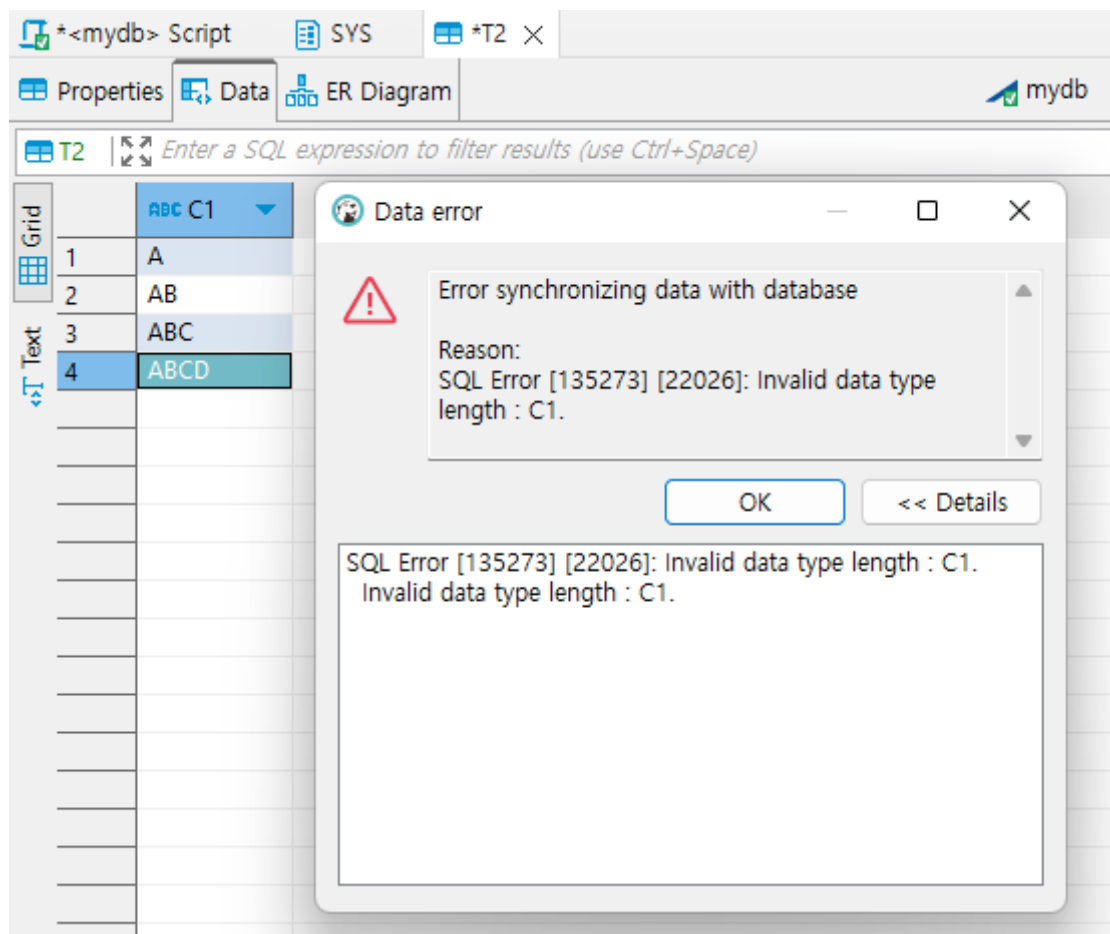 *<mydb> Script SYS *T2
Properties Data ER Diagram mydb
T2 Enter a SQL expression to filter results (use Ctrl+Space)
Grid
Text
ABC C1
1 A
2 AB
3 ABC
4 ABCD
Data error
Error synchronizing data with database
Reason:
SQL Error [135273] [22026]: Invalid data type
length : C1.
OK << Details
SQL Error [135273] [22026]: Invalid data type length : C1.
Invalid data type length : C1.